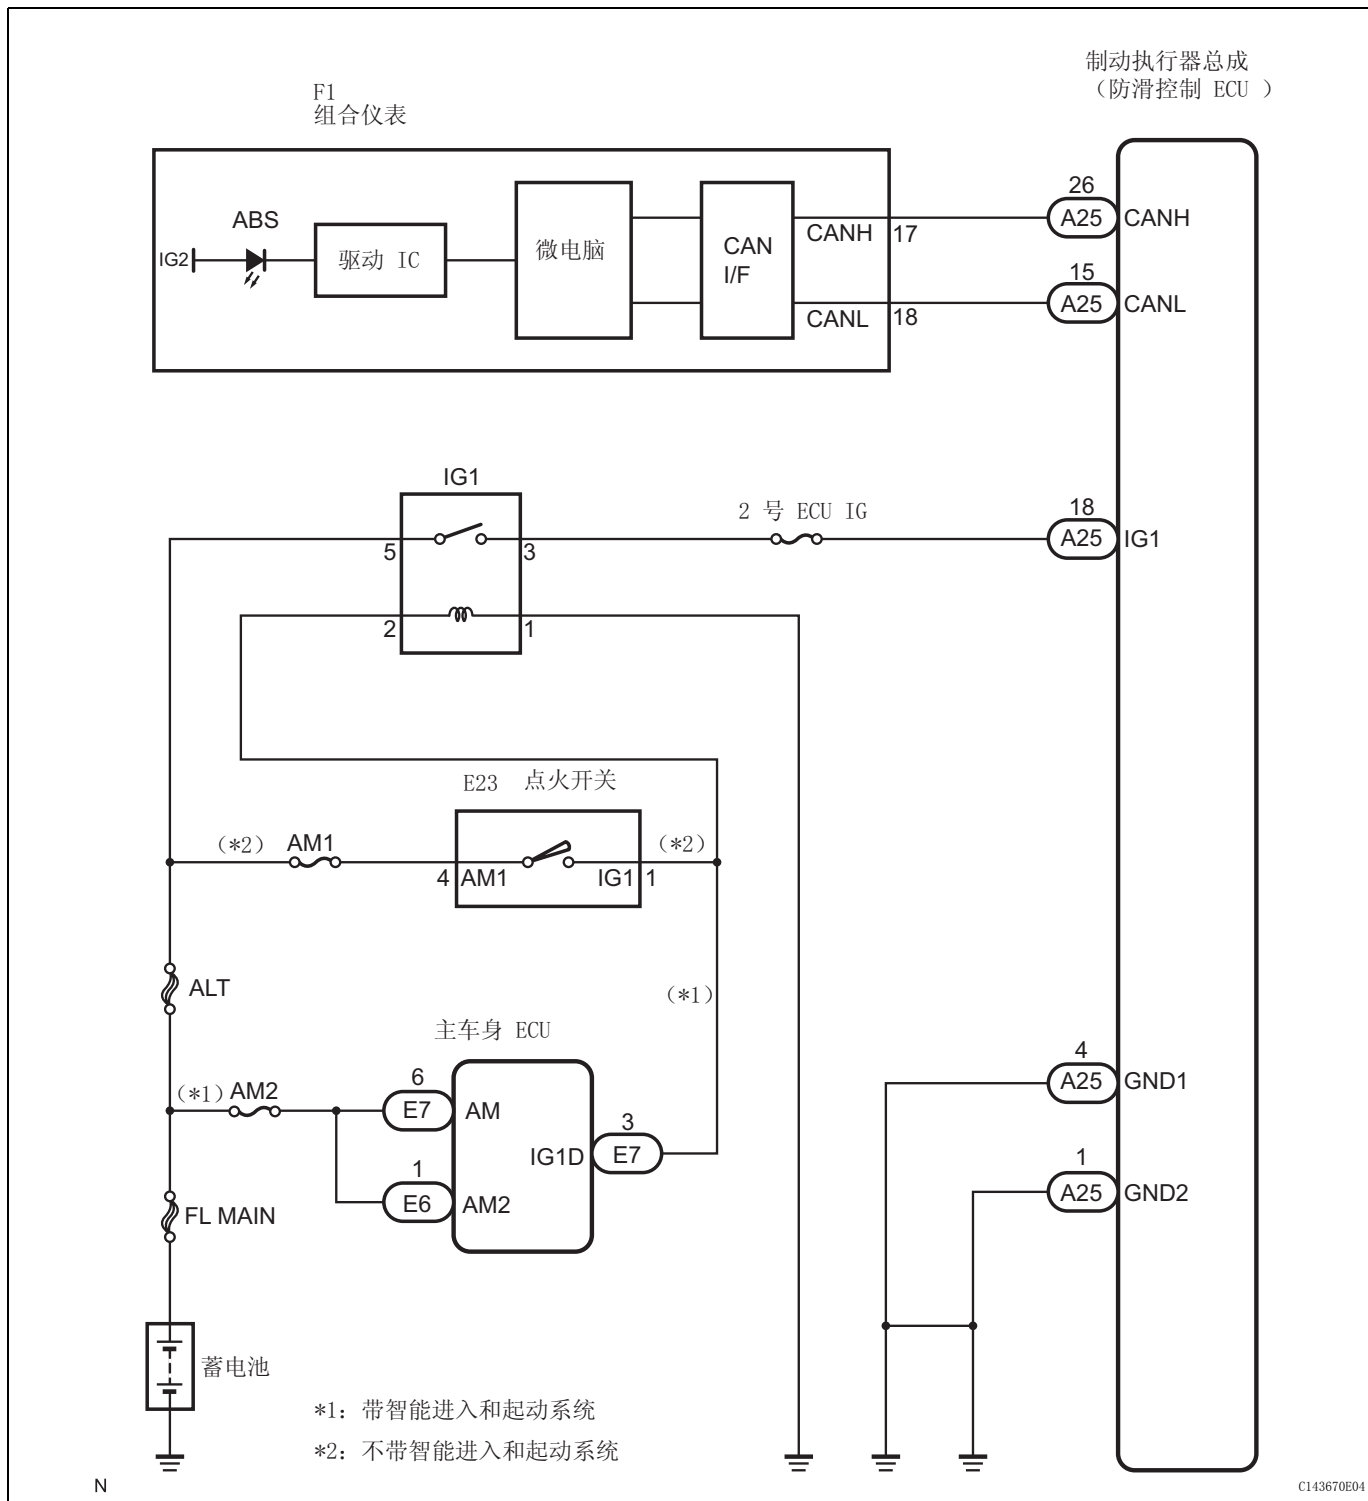 制动执行器总成
（防滑控制 ECU ）
F1
组合仪表
26
A25 CANH
ABS
IG2
驱动 IC
微电脑
CAN
I/F
CANH 17
15
A25 CANL
CANL 18
IG1
2 号 ECU IG
18
A25 IG1
5 3
2 1
E23 点火开关
（*2） AM1
4 AM1 IG1 1
（*2）
ALT
（*1）
主车身 ECU
（*1） AM2
6
E7 AM
3
IG1D E7
1
E6 AM2
4
A25 GND1
1
A25 GND2
FL MAIN
蓄电池
*1：带智能进入和起动系统
*2：不带智能进入和起动系统
N
C143670E04